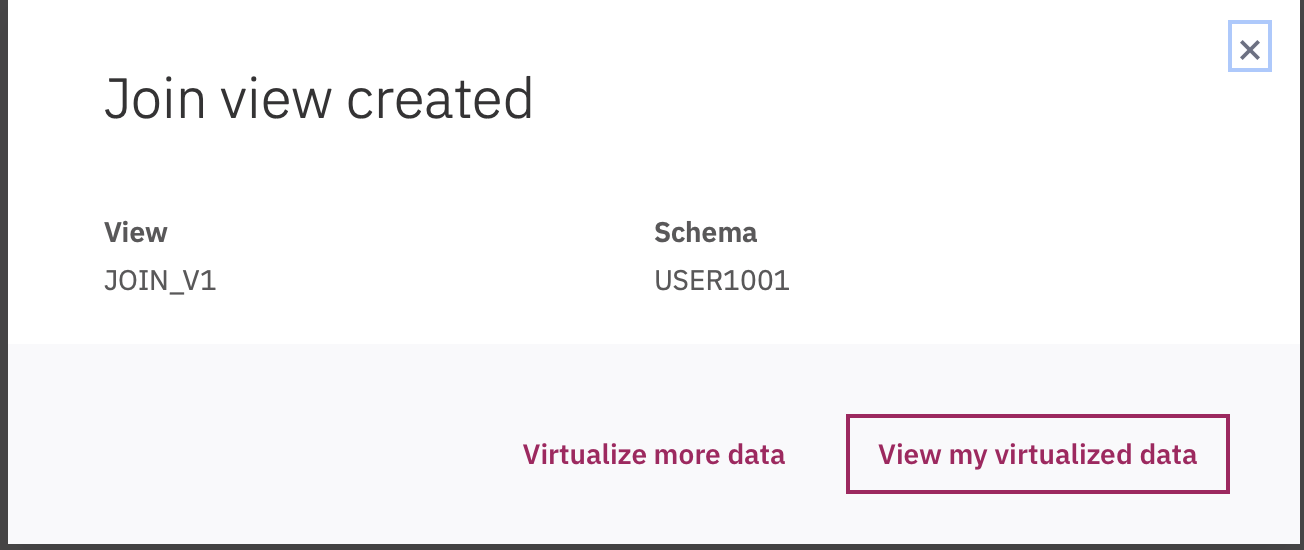 Join view created
View
JOIN_V1
Schema
USER1001
Virtualize more data
View my virtualized data